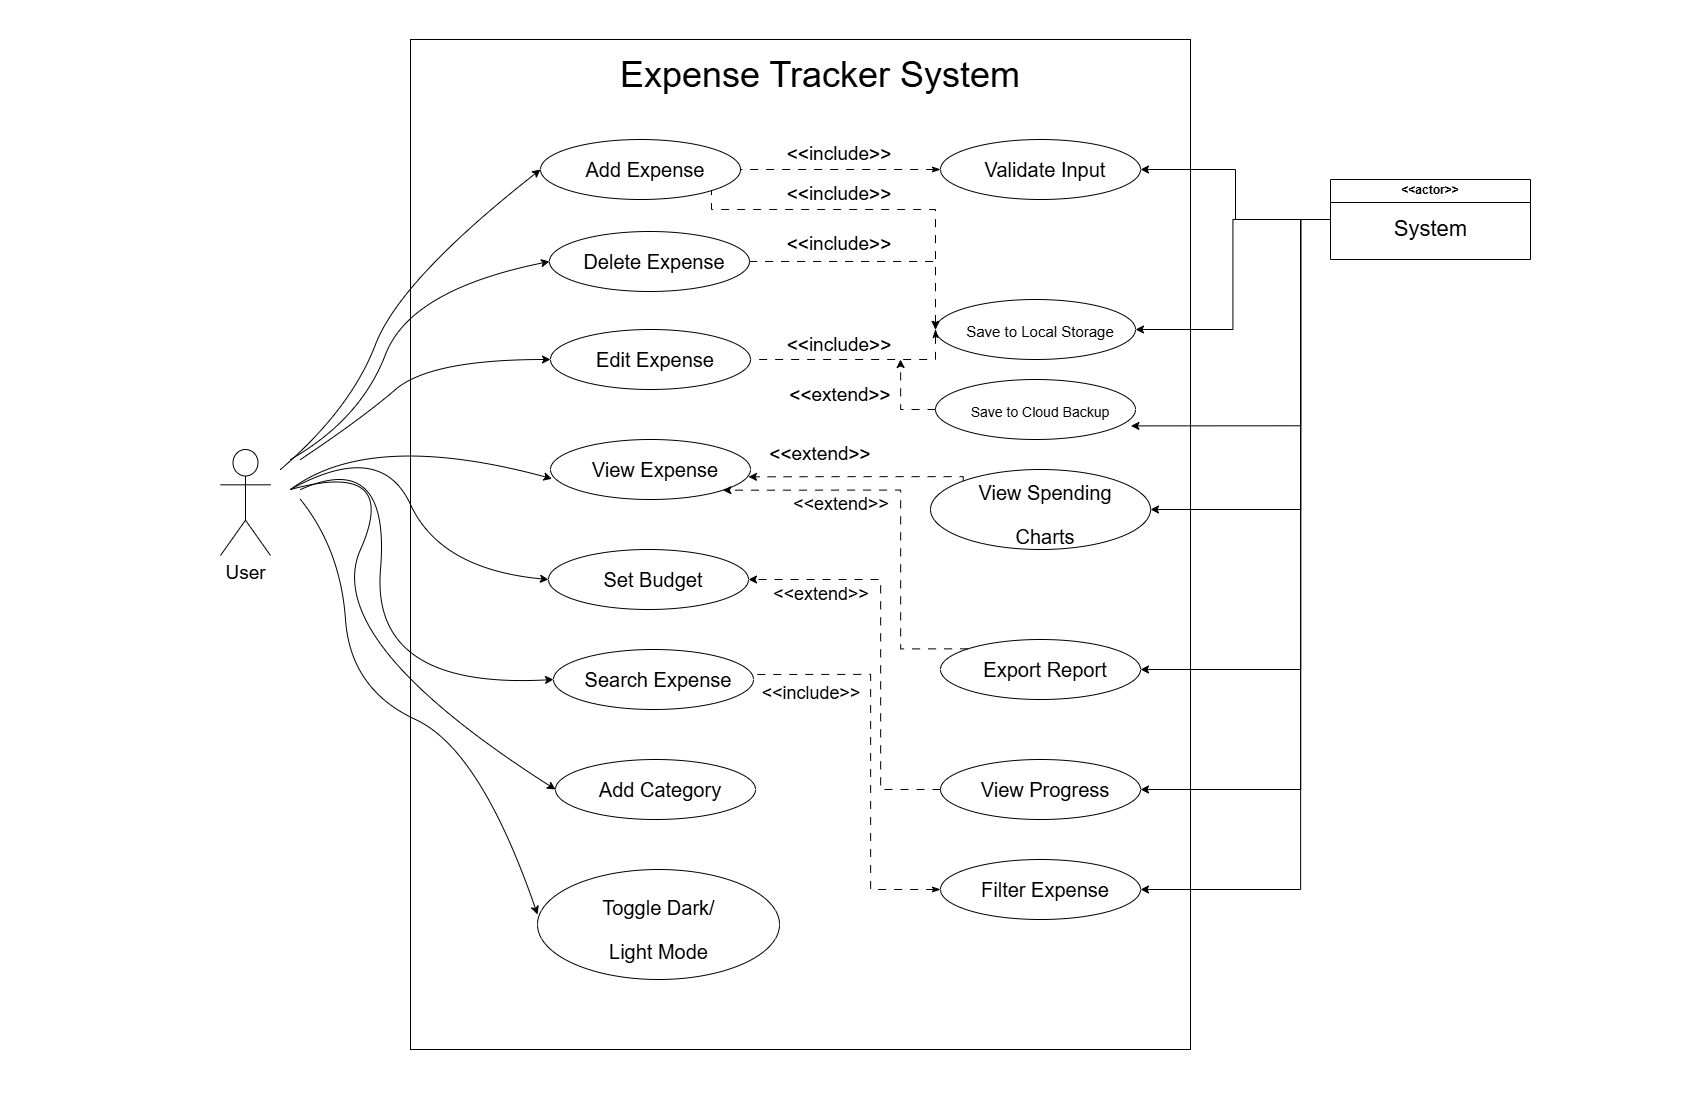 Expense Tracker System
Add Expense
<<include>>
Validate Input
<<include>>
<<actor>>
System
Delete Expense
<<include>>
Save to Local Storage
Edit Expense
<<include>>
<<extend>>
Save to Cloud Backup
View Expense
<<extend>>
<<extend>>
View Spending
Charts
User
Set Budget
<<extend>>
Search Expense
<<include>>
Export Report
Add Category
View Progress
Filter Expense
Toggle Dark/
Light Mode